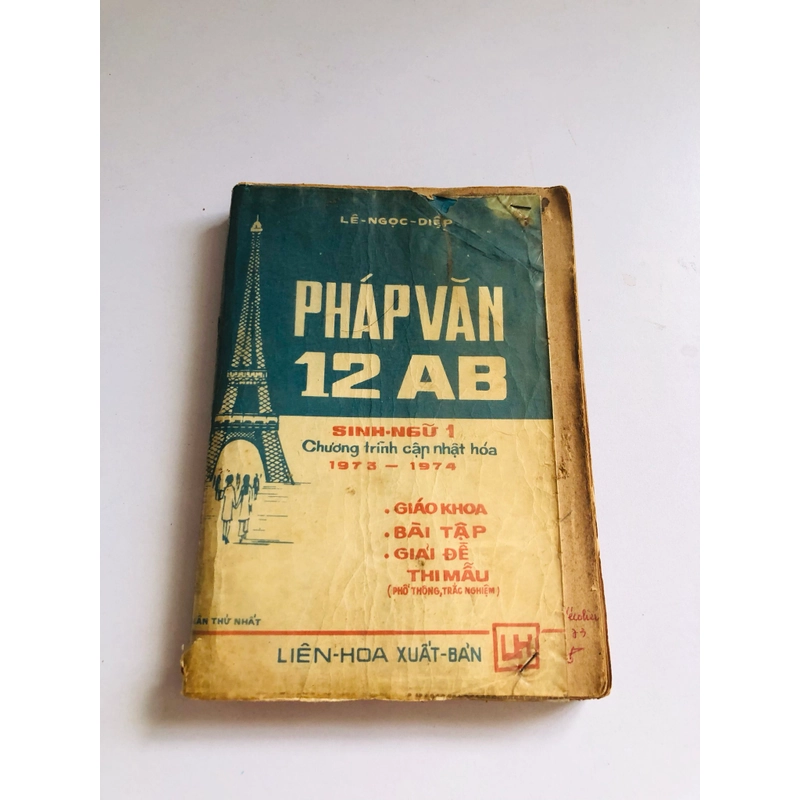 LÊ-NGỌC-DIỆP
PHÁP VĂN
12 AB
SINH-NGỮ 1
Chương trình cập nhật hóa
1973 - 1974
. GIÁO KHOA
. BÀI TẬP
. GIẢI ĐỀ
THI MẪU
(PHỔ THÔNG, TRẮC NGHIỆM)
LẦN THỨ NHẤT
LIÊN-HOA XUẤT-BẢN
LH